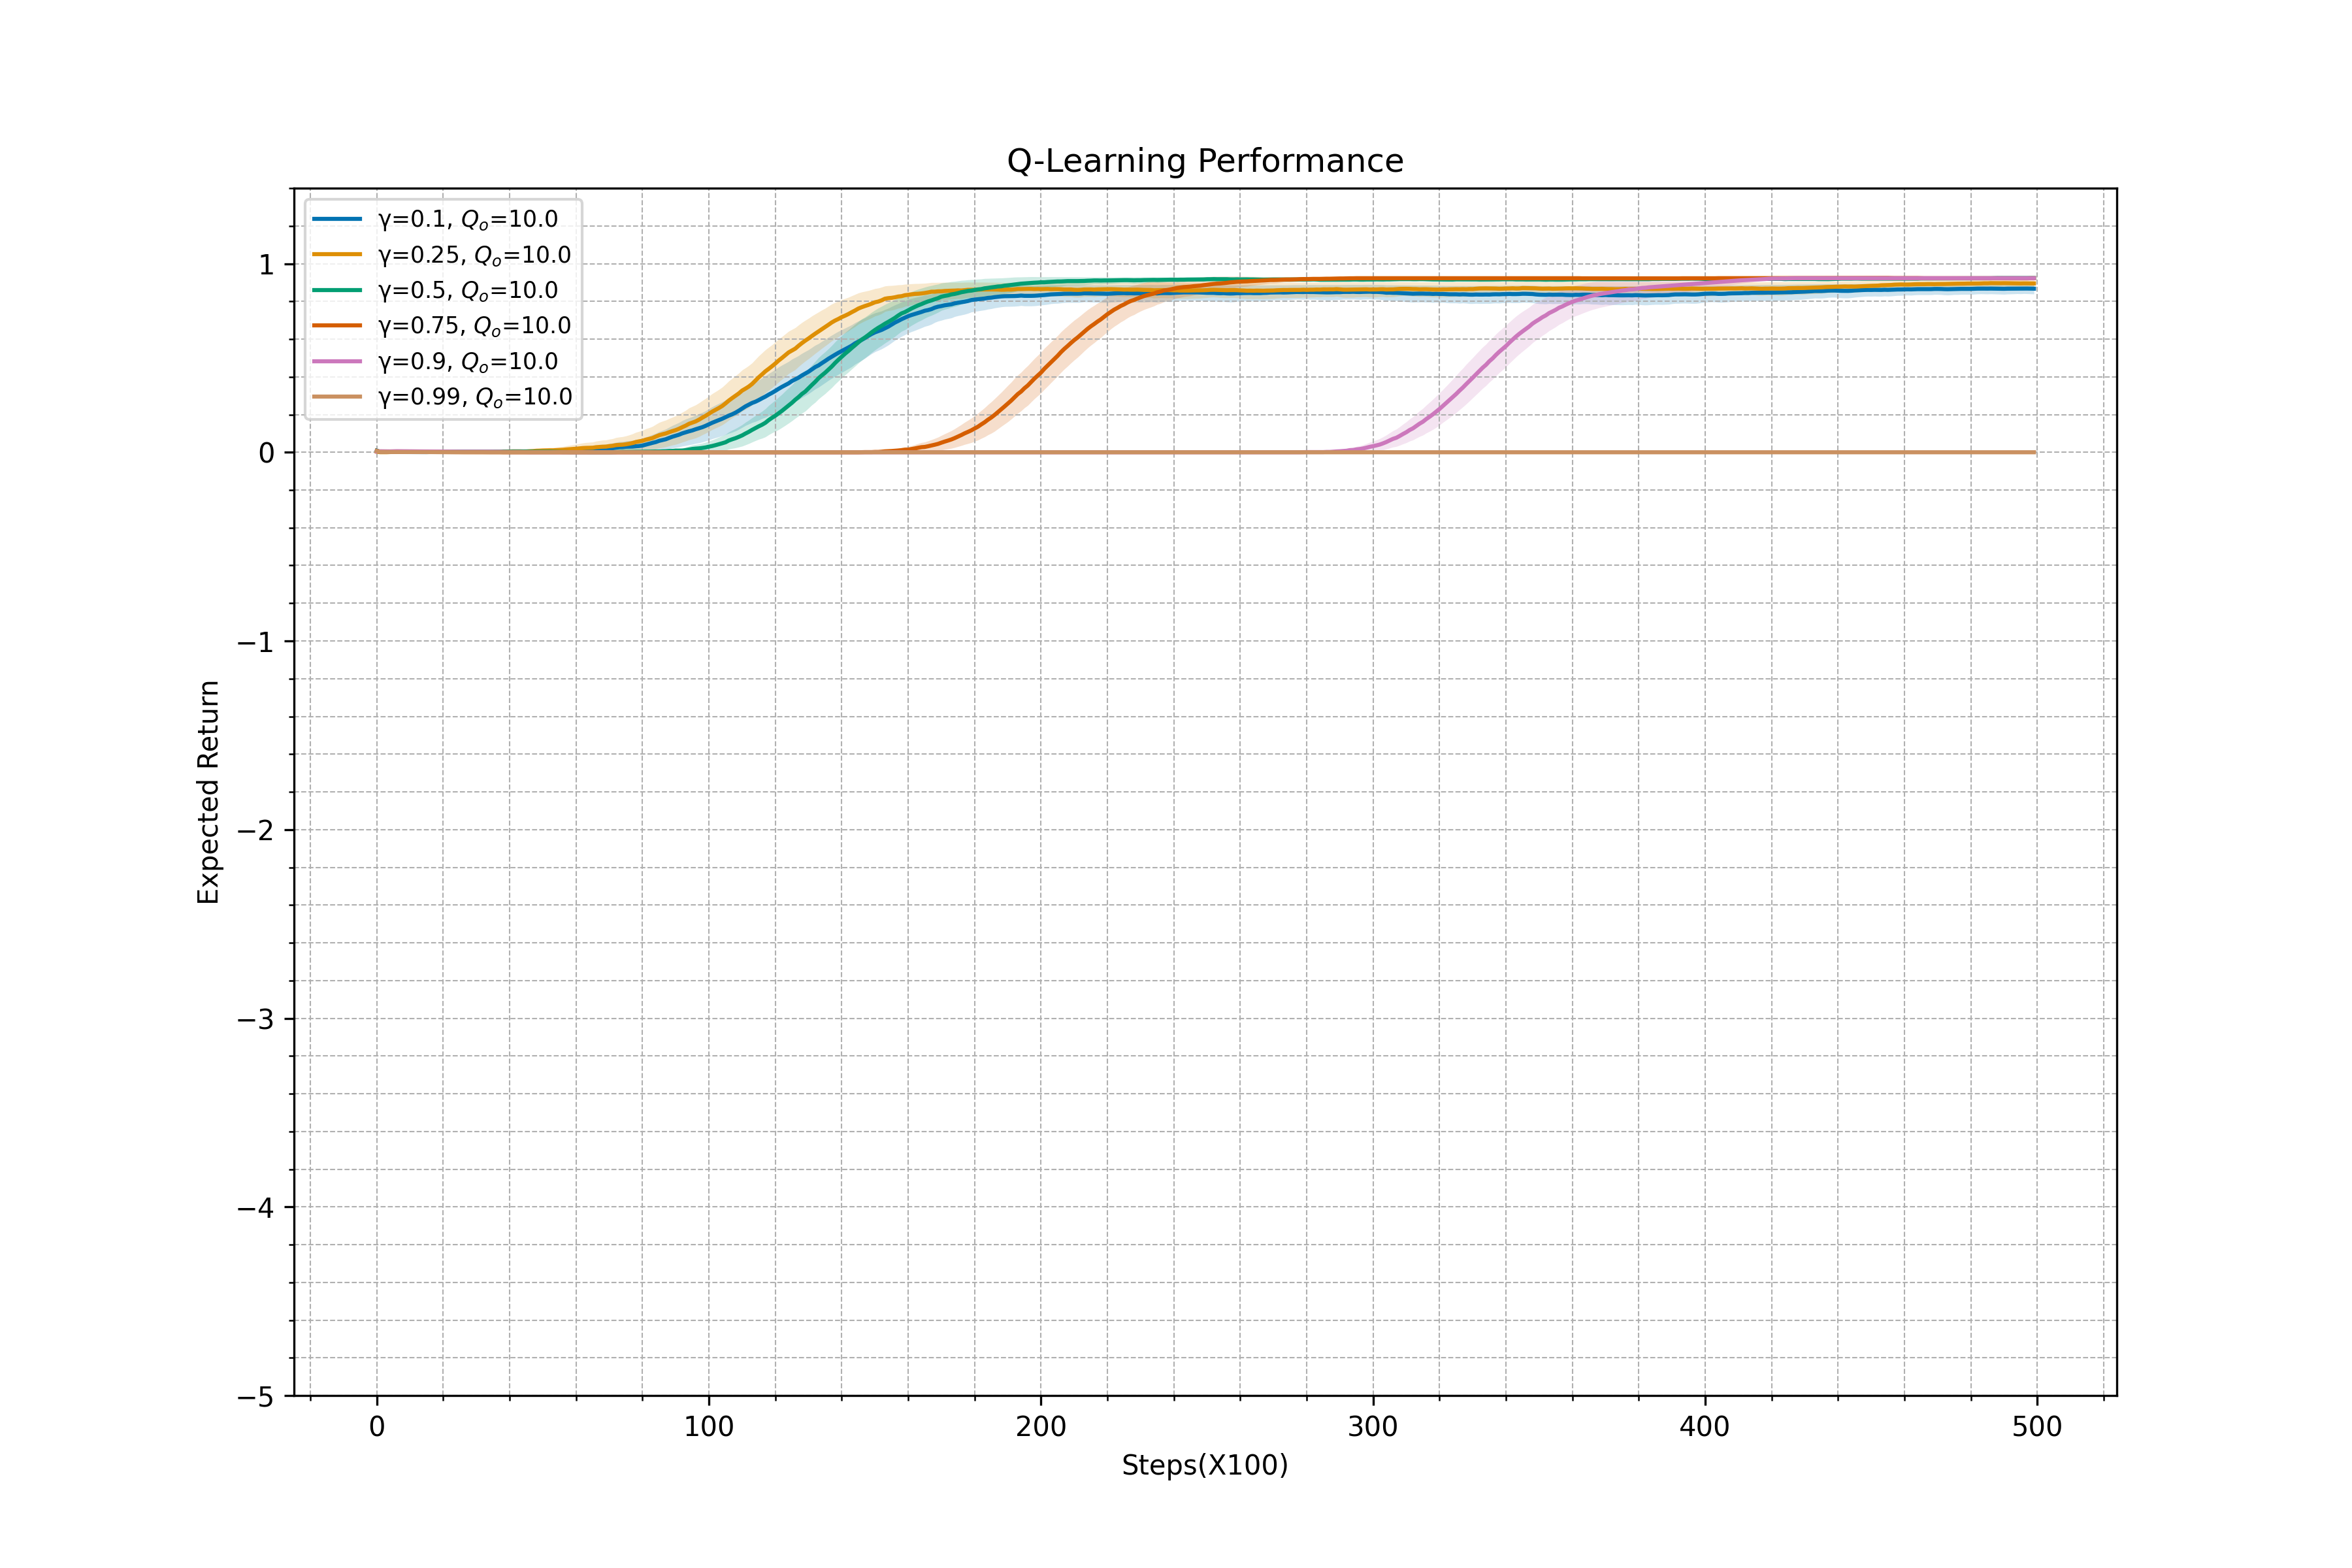 Q-Learning Performance
γ=0.1, Qₒ=10.0
γ=0.25, Qₒ=10.0
γ=0.5, Qₒ=10.0
γ=0.75, Qₒ=10.0
γ=0.9, Qₒ=10.0
γ=0.99, Qₒ=10.0
1
0
−1
−2
−3
−4
−5
Expected Return
0 100 200 300 400 500
Steps(X100)